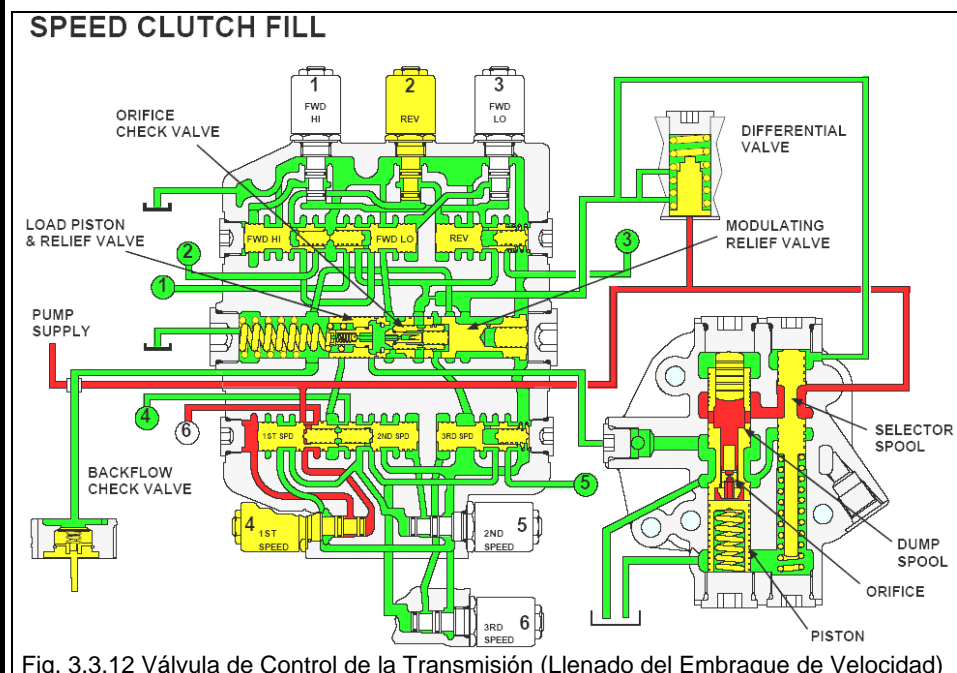 SPEED CLUTCH FILL
1
FWD
HI
2
REV
3
FWD
LO
ORIFICE
CHECK VALVE
DIFFERENTIAL
VALVE
LOAD PISTON
& RELIEF VALVE
FWD HI
FWD LO
REV
MODULATING
RELIEF VALVE
2
3
1
PUMP
SUPPLY
4
6
1ST SPD
2ND SPD
3RD SPD
SELECTOR
SPOOL
BACKFLOW
CHECK VALVE
5
4
1ST
SPEED
5
2ND
SPEED
DUMP
SPOOL
ORIFICE
6
3RD
SPEED
PISTON
Fig. 3.3.12 Válvula de Control de la Transmisión (Llenado del Embrague de Velocidad)